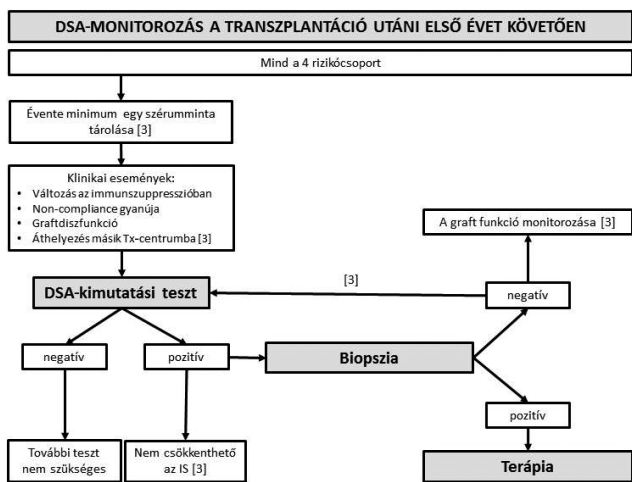 DSA-MONITOROZÁS A TRANSZPLANTÁCIÓ UTÁNI ELSŐ ÉVET KÖVETŐEN
Mind a 4 rizikócsoport
Évente minimum egy szérumminta
tárolása [3]
Klinikai események:
• Változás az immunszuppresszióban
• Non-compliance gyanúja
• Graftdiszfunkció
• Áthelyezés másik Tx-centrumba [3]
A graft funkció monitorozása [3]
[3]
DSA-kimutatási teszt
negatív
negatív
pozitív
Biopszia
pozitív
További teszt
nem szükséges
Nem csökkenthető
az IS [3]
Terápia